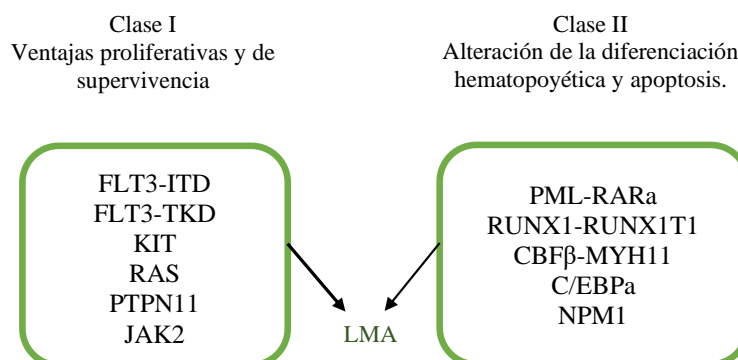 Clase I
Ventajas proliferativas y de
supervivencia
Clase II
Alteración de la diferenciación
hematopoyética y apoptosis.
FLT3-ITD
FLT3-TKD
KIT
RAS
PTPN11
JAK2
PML-RARa
RUNX1-RUNX1T1
CBFβ-MYH11
C/EBPa
NPM1
LMA